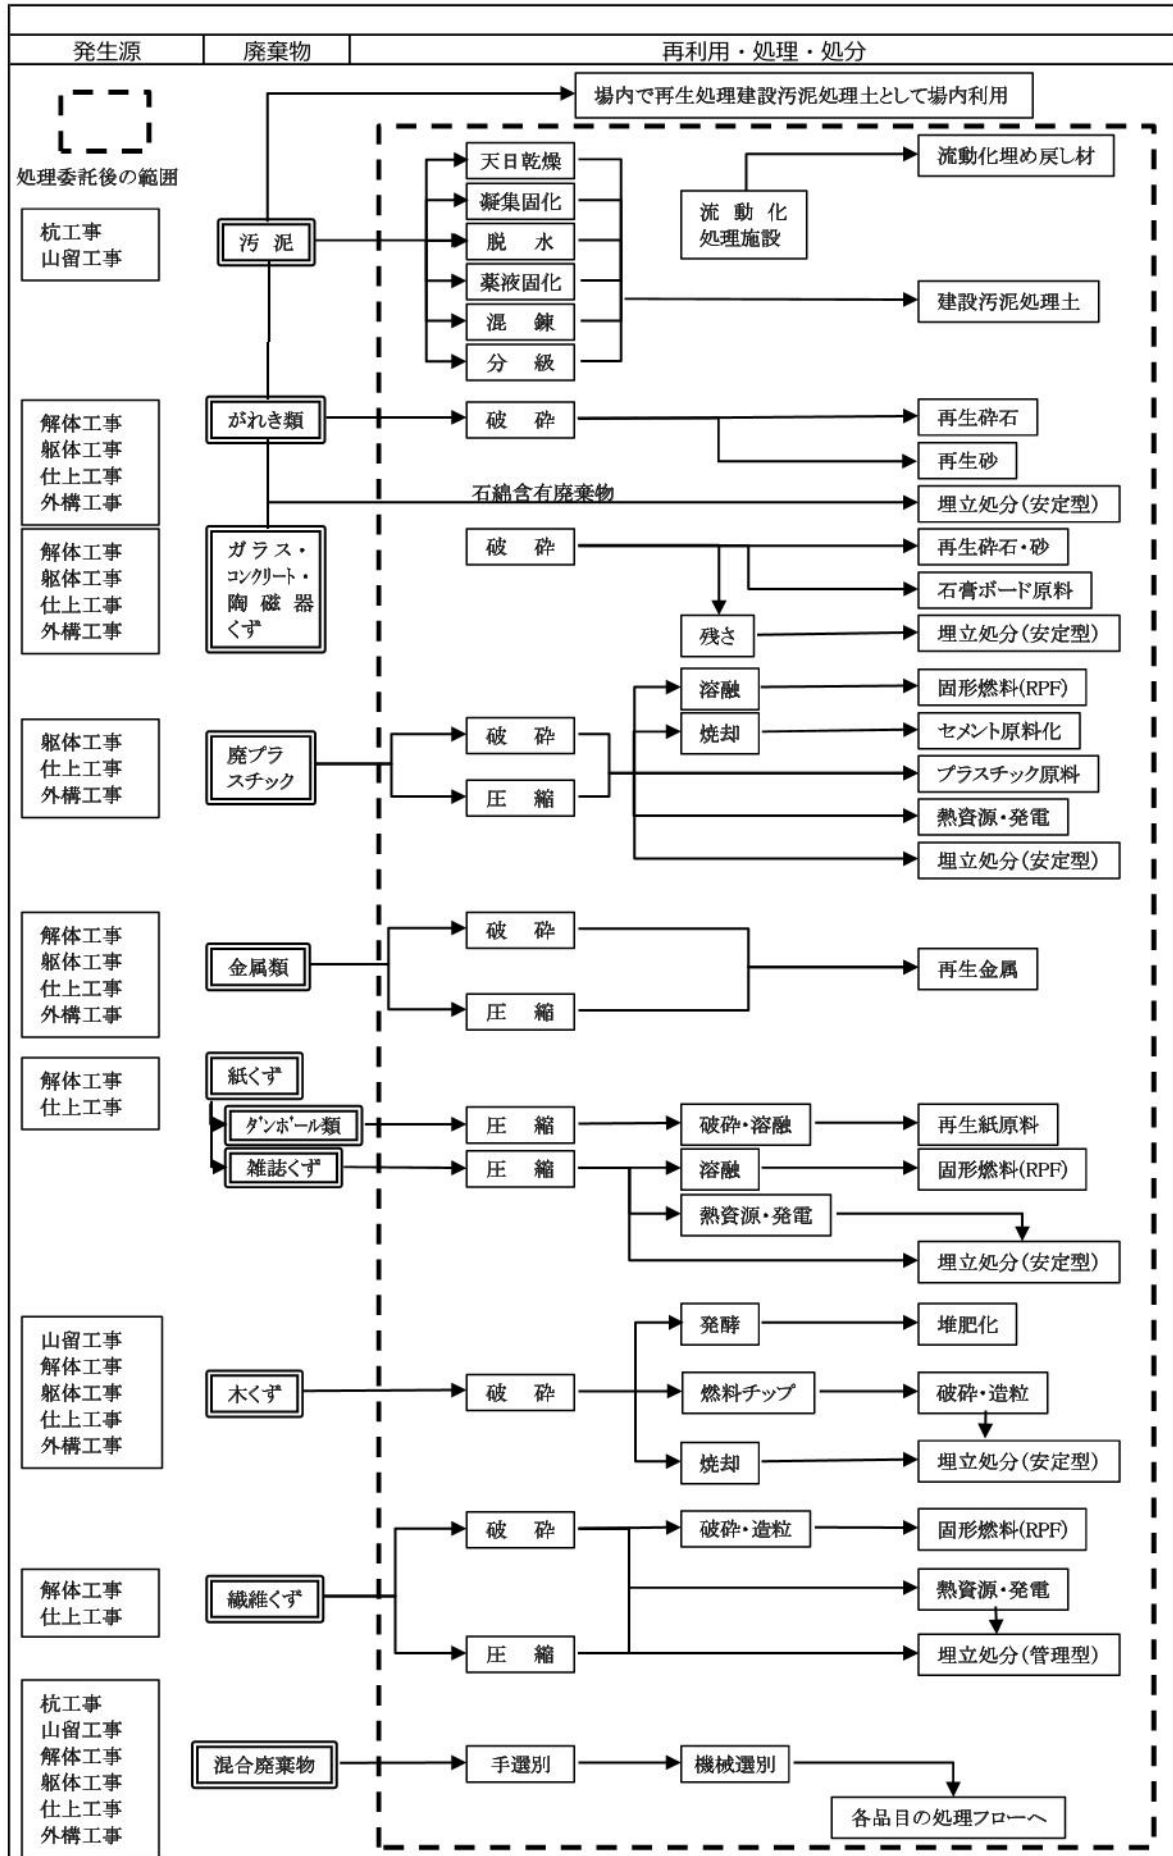 発生源
廃棄物
再利用・処理・処分
処理委託後の範囲
場内で再生処理建設汚泥処理土として場内利用
杭工事
山留工事
汚 泥
天日乾燥
凝集固化
脱 水
薬液固化
混 錬
分 級
流 動 化
処理施設
流動化埋め戻し材
建設汚泥処理土
解体工事
躯体工事
仕上工事
外構工事
がれき類
破 砕
再生砕石
再生砂
石綿含有廃棄物
埋立処分(安定型)
解体工事
躯体工事
仕上工事
外構工事
ガラス・
コンクリート・
陶 磁 器
くず
破 砕
再生砕石・砂
石膏ボード原料
残さ
埋立処分(安定型)
躯体工事
仕上工事
外構工事
廃プラ
スチック
破 砕
圧 縮
溶融
焼却
固形燃料(RPF)
セメント原料化
プラスチック原料
熱資源・発電
埋立処分(安定型)
解体工事
躯体工事
仕上工事
外構工事
金属類
破 砕
圧 縮
再生金属
解体工事
仕上工事
紙くず
ダンボール類
圧 縮
破砕・溶融
再生紙原料
雑誌くず
圧 縮
溶融
固形燃料(RPF)
熱資源・発電
埋立処分(安定型)
山留工事
解体工事
躯体工事
仕上工事
外構工事
木くず
破 砕
発酵
堆肥化
燃料チップ
破砕・造粒
焼却
埋立処分(安定型)
解体工事
仕上工事
繊維くず
破 砕
圧 縮
破砕・造粒
固形燃料(RPF)
熱資源・発電
埋立処分(管理型)
杭工事
山留工事
解体工事
躯体工事
仕上工事
外構工事
混合廃棄物
手選別
機械選別
各品目の処理フローへ